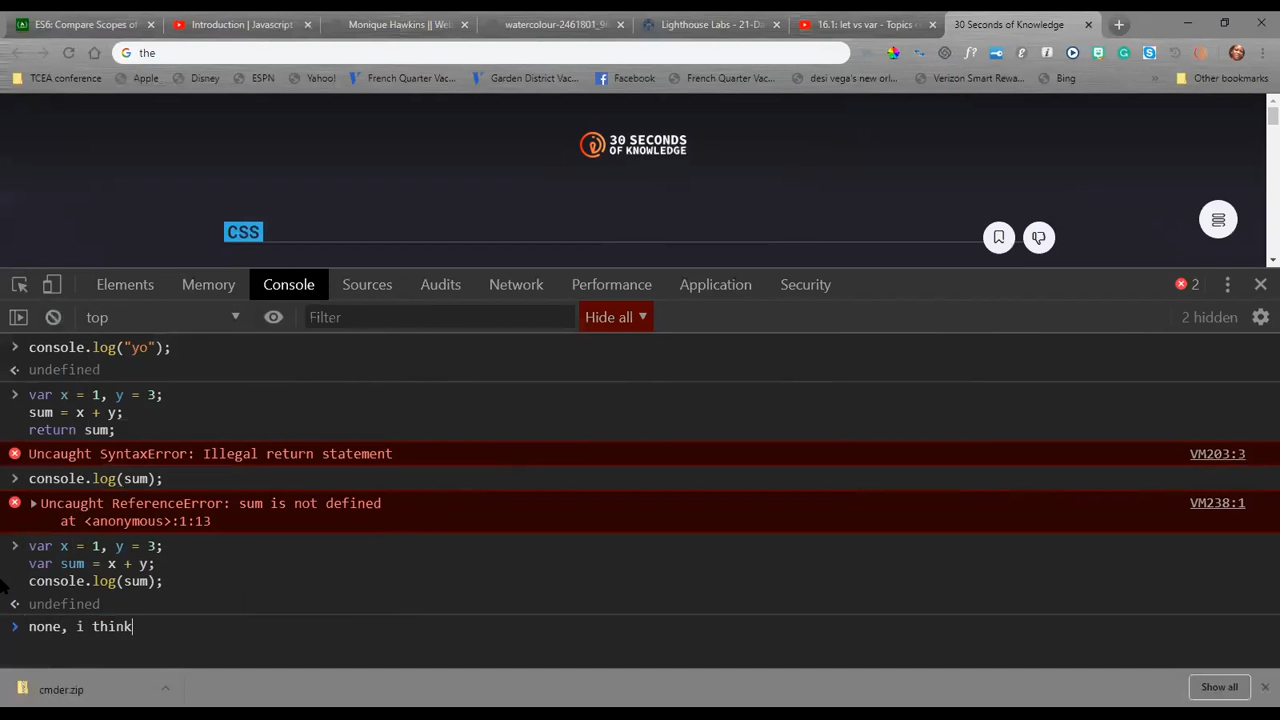 ES6: Compare Scopes of
Introduction | Javascript
Monique Hawkins || Web
watercolour-2461801_9
Lighthouse Labs - 21-Da
16.1: let vs var - Topics
30 Seconds of Knowledge
the
TCEA conference
Apple
Disney
ESPN
Yahoo!
French Quarter Vac...
Garden District Vac...
Facebook
French Quarter Vac...
desi vega's new orl...
Verizon Smart Rewa...
Bing
Other bookmarks
30 SECONDS
OF KNOWLEDGE
CSS
Elements
Memory
Console
Sources
Audits
Network
Performance
Application
Security
2
top
Filter
Hide all
2 hidden
console.log("yo");
undefined
var x = 1, y = 3;
sum = x + y;
return sum;
Uncaught SyntaxError: Illegal return statement
VM203:3
console.log(sum);
Uncaught ReferenceError: sum is not defined
VM238:1
at <anonymous>:1:13
var x = 1, y = 3;
var sum = x + y;
console.log(sum);
undefined
none, i think
cmder.zip
Show all